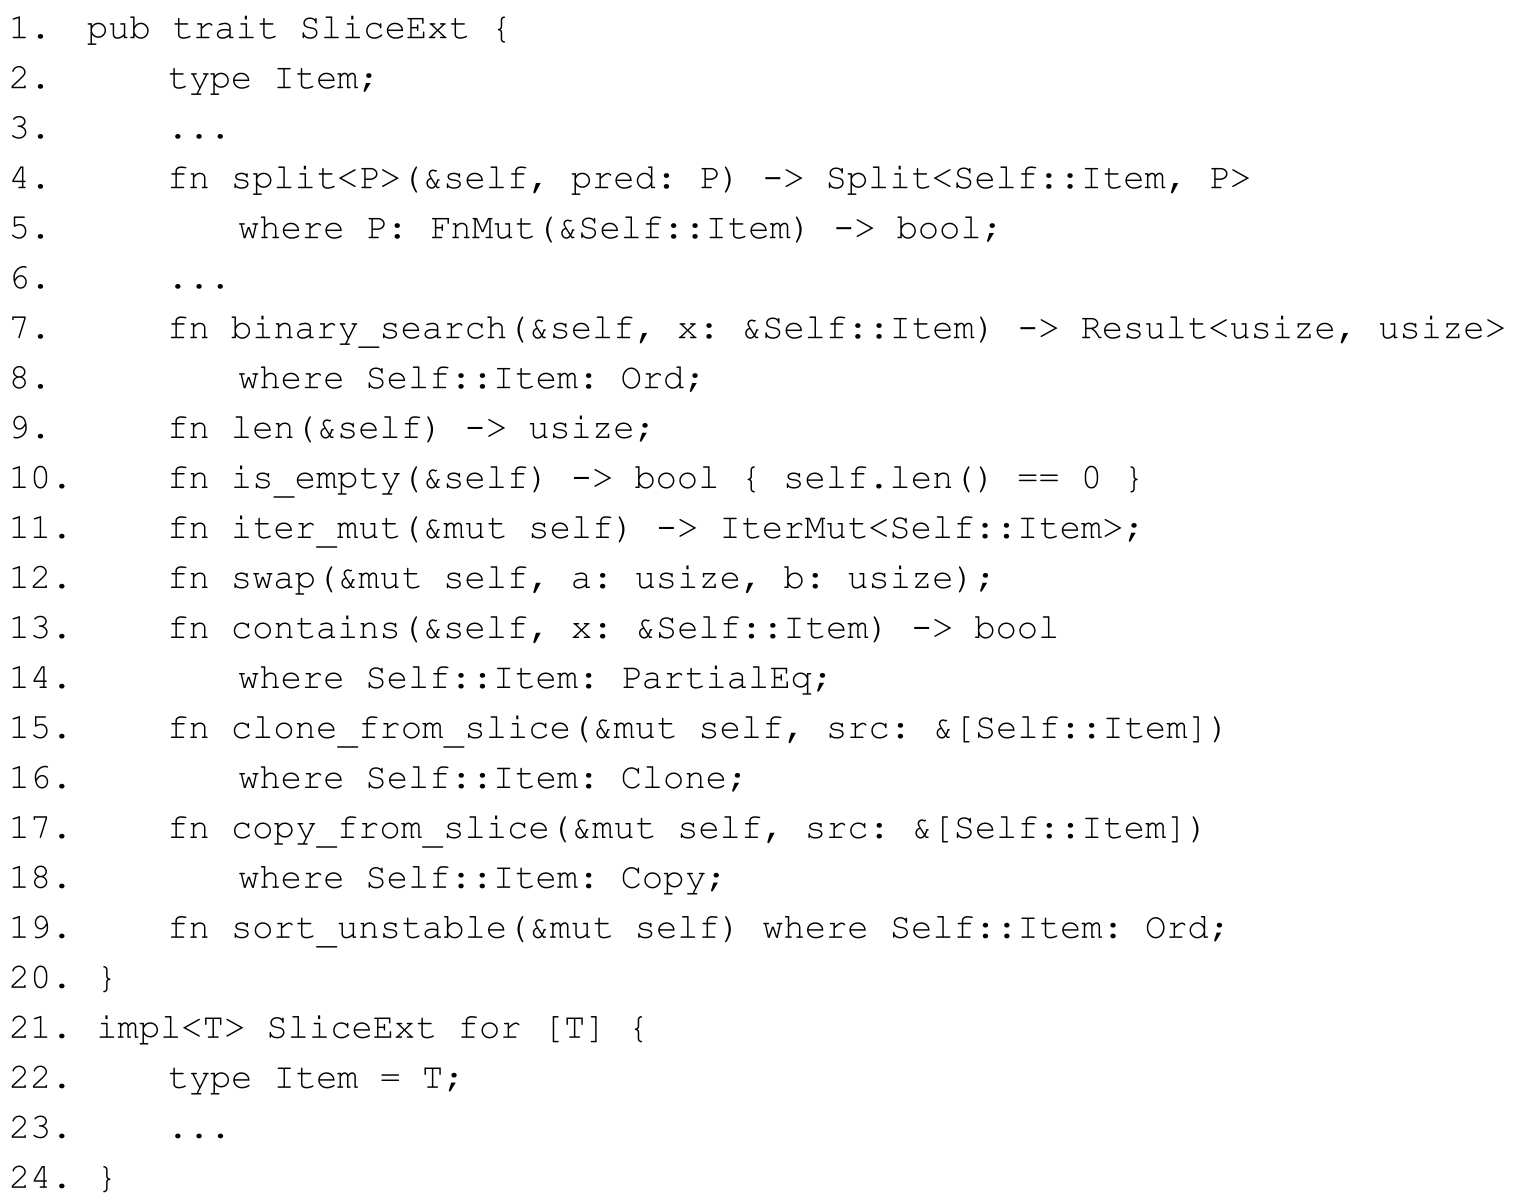 1. pub trait SliceExt {
2.     type Item;
3.     ...
4.     fn split<P>(&self, pred: P) -> Split<Self::Item, P>
5.        where P: FnMut(&Self::Item) -> bool;
6.     ...
7.     fn binary_search(&self, x: &Self::Item) -> Result<usize, usize>
8.        where Self::Item: Ord;
9.     fn len(&self) -> usize;
10.    fn is_empty(&self) -> bool { self.len() == 0 }
11.    fn iter_mut(&mut self) -> IterMut<Self::Item>;
12.    fn swap(&mut self, a: usize, b: usize);
13.    fn contains(&self, x: &Self::Item) -> bool
14.       where Self::Item: PartialEq;
15.    fn clone_from_slice(&mut self, src: &[Self::Item])
16.       where Self::Item: Clone;
17.    fn copy_from_slice(&mut self, src: &[Self::Item])
18.       where Self::Item: Copy;
19.    fn sort_unstable(&mut self) where Self::Item: Ord;
20. }
21. impl<T> SliceExt for [T] {
22.    type Item = T;
23.    ...
24. }